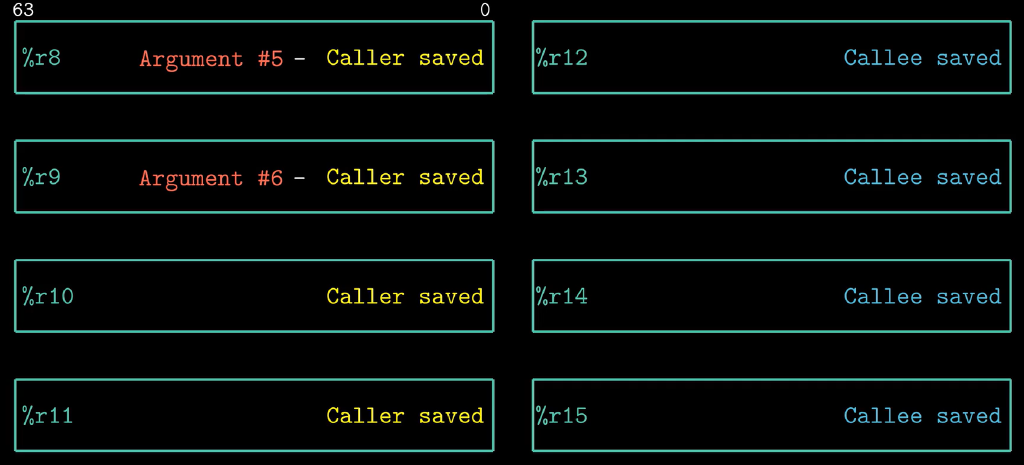 63 0
%r8 Argument #5 - Caller saved
%r12 Callee saved
%r9 Argument #6 - Caller saved
%r13 Callee saved
%r10 Caller saved
%r14 Callee saved
%r11 Caller saved
%r15 Callee saved